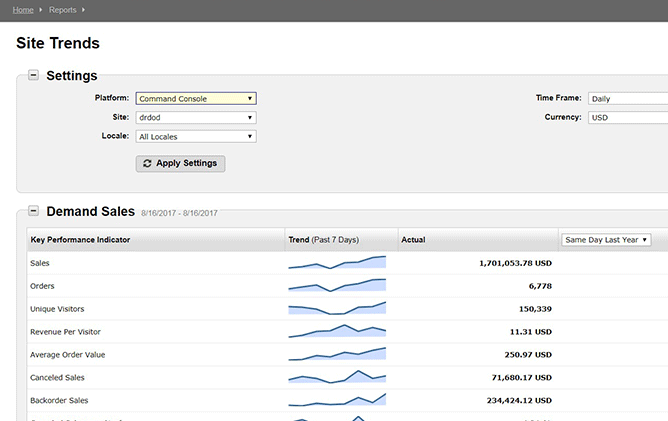 Home ▸ Reports ▸
Site Trends
− Settings
Platform: Command Console ▼ Time Frame: Daily
Site: drdod ▼ Currency: USD
Locale: All Locales ▼
Apply Settings
− Demand Sales 8/16/2017 - 8/16/2017
Key Performance Indicator Trend (Past 7 Days) Actual Same Day Last Year ▼
Sales 1,701,053.78 USD
Orders 6,778
Unique Visitors 150,339
Revenue Per Visitor 11.31 USD
Average Order Value 250.97 USD
Canceled Sales 71,680.17 USD
Backorder Sales 234,424.12 USD